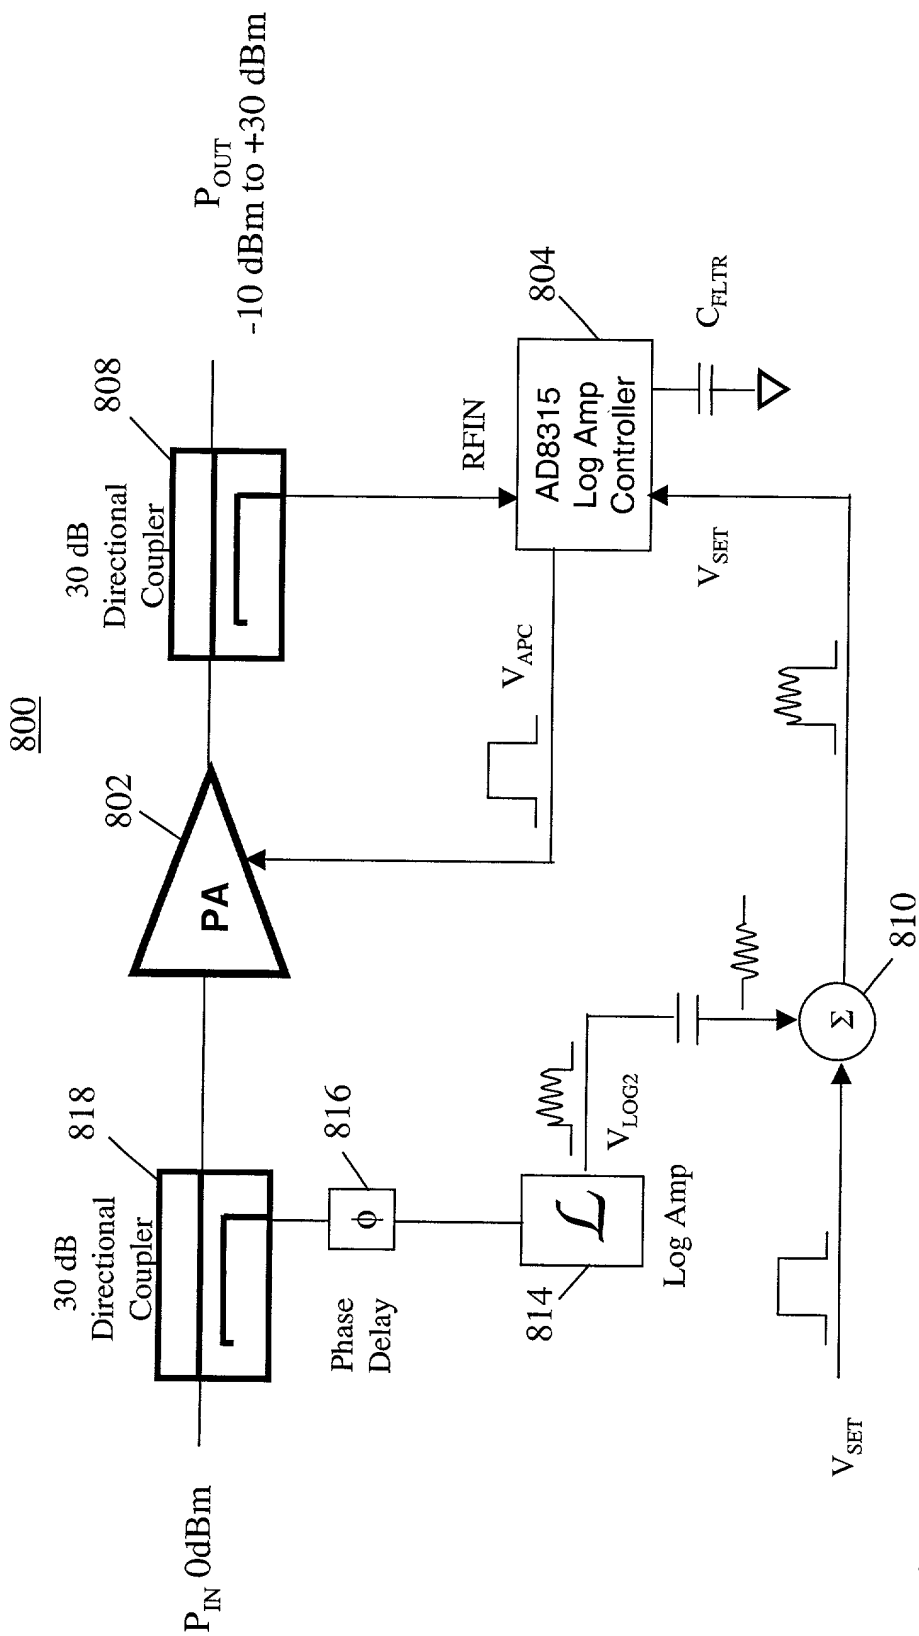 800
P_IN 0dBm
30 dB
Directional
Coupler
818
PA
802
30 dB
Directional
Coupler
808
P_OUT
-10 dBm to +30 dBm
Phase
Delay
ϕ
816
814
Log Amp
V_LOG2
V_APC
RFIN
AD8315
Log Amp
Controller
804
C_FLTR
V_SET
V_SET
Σ
810